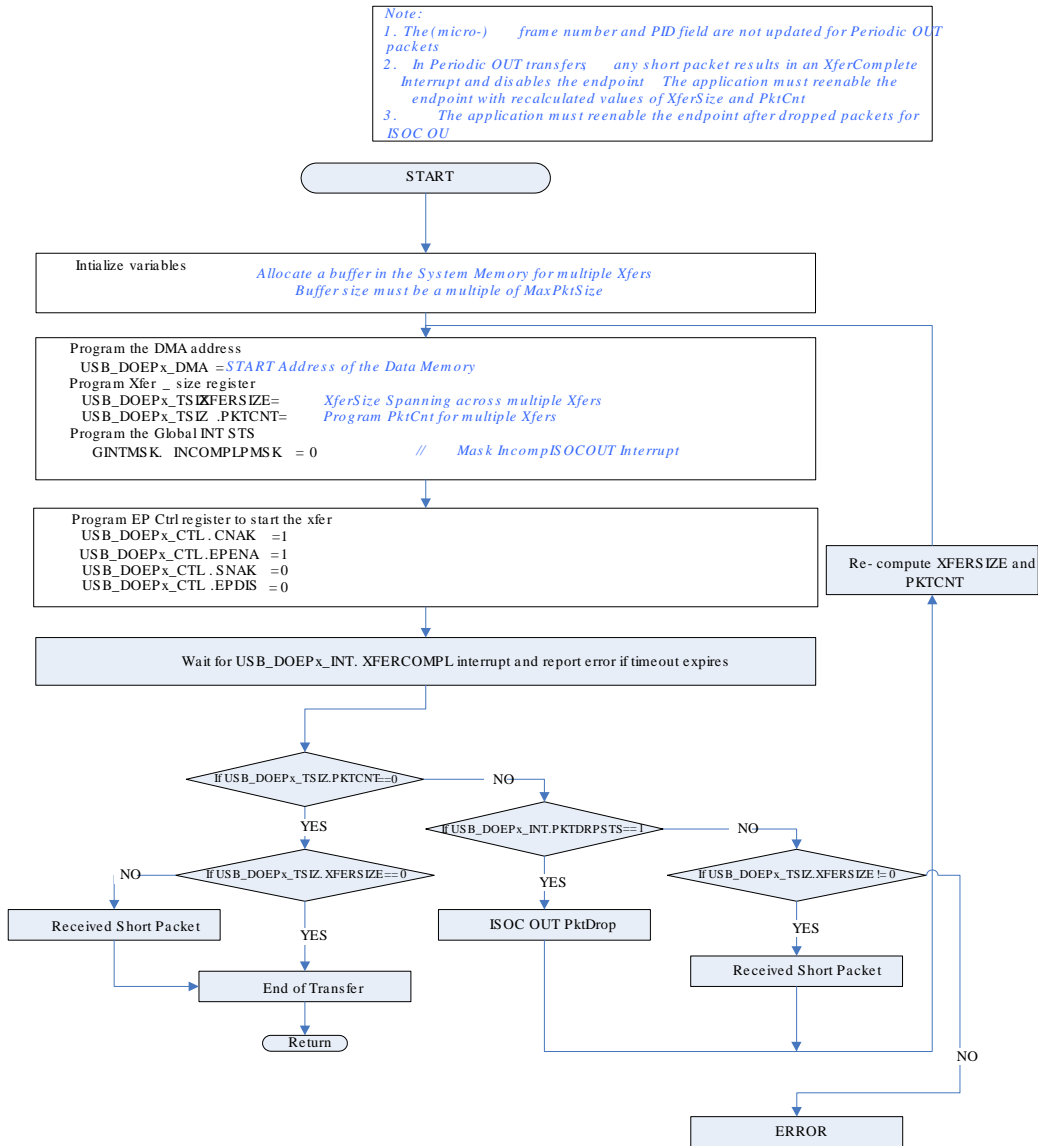 Note:
1. The (micro-) frame number and PID field are not updated for Periodic OUT
packets
2. In Periodic OUT transfers, any short packet results in an XferComplete
Interrupt and disables the endpoint. The application must reenable the
endpoint with recalculated values of XferSize and PktCnt
3. The application must reenable the endpoint after dropped packets for
ISOC OU
START
Intialize variables
Allocate a buffer in the System Memory for multiple Xfers
Buffer size must be a multiple of MaxPktSize
Program the DMA address
USB_DOEPx_DMA = START Address of the Data Memory
Program Xfer _ size register
USB_DOEPx_TSIZ.XFERSIZE= XferSize Spanning across multiple Xfers
USB_DOEPx_TSIZ .PKTCNT= Program PktCnt for multiple Xfers
Program the Global INT STS
GINTMSK. INCOMPLPMSK = 0 // Mask IncompISOCOUT Interrupt
Program EP Ctrl register to start the xfer
USB_DOEPx_CTL . CNAK =1
USB_DOEPx_CTL .EPENA =1
USB_DOEPx_CTL . SNAK =0
USB_DOEPx_CTL .EPDIS =0
Re- compute XFERSIZE and
PKTCNT
Wait for USB_DOEPx_INT. XFERCOMPL interrupt and report error if timeout expires
If USB_DOEPx_TSIZ.PKTCNT==0
NO
YES
If USB_DOEPx_INT.PKTDRPSTS==1
NO
YES
If USB_DOEPx_TSIZ. XFERSIZE==0
NO
YES
If USB_DOEPx_TSIZ.XFERSIZE != 0
YES
Received Short Packet
ISOC OUT PktDrop
Received Short Packet
End of Transfer
Return
NO
ERROR